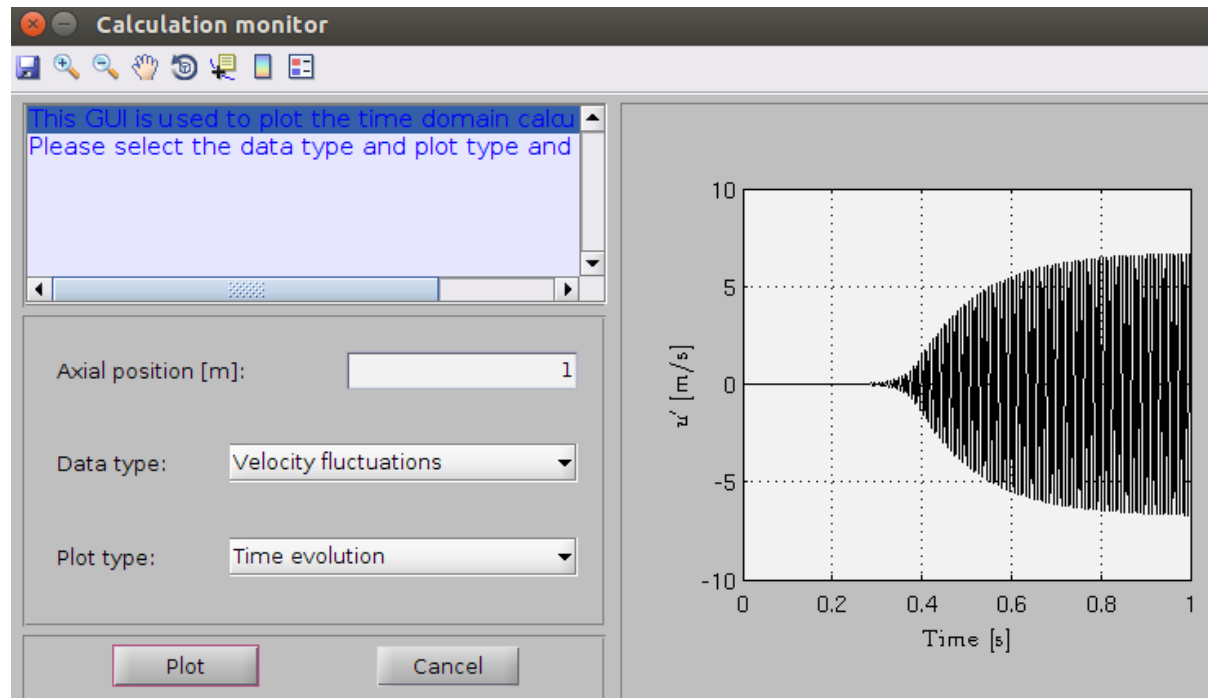 Calculation monitor
This GUI is used to plot the time domain calcu
Please select the data type and plot type and
Axial position [m]: 1
Data type: Velocity fluctuations
Plot type: Time evolution
Plot Cancel
10
5
0
-5
-10
u' [m/s]
0 0.2 0.4 0.6 0.8 1
Time [s]